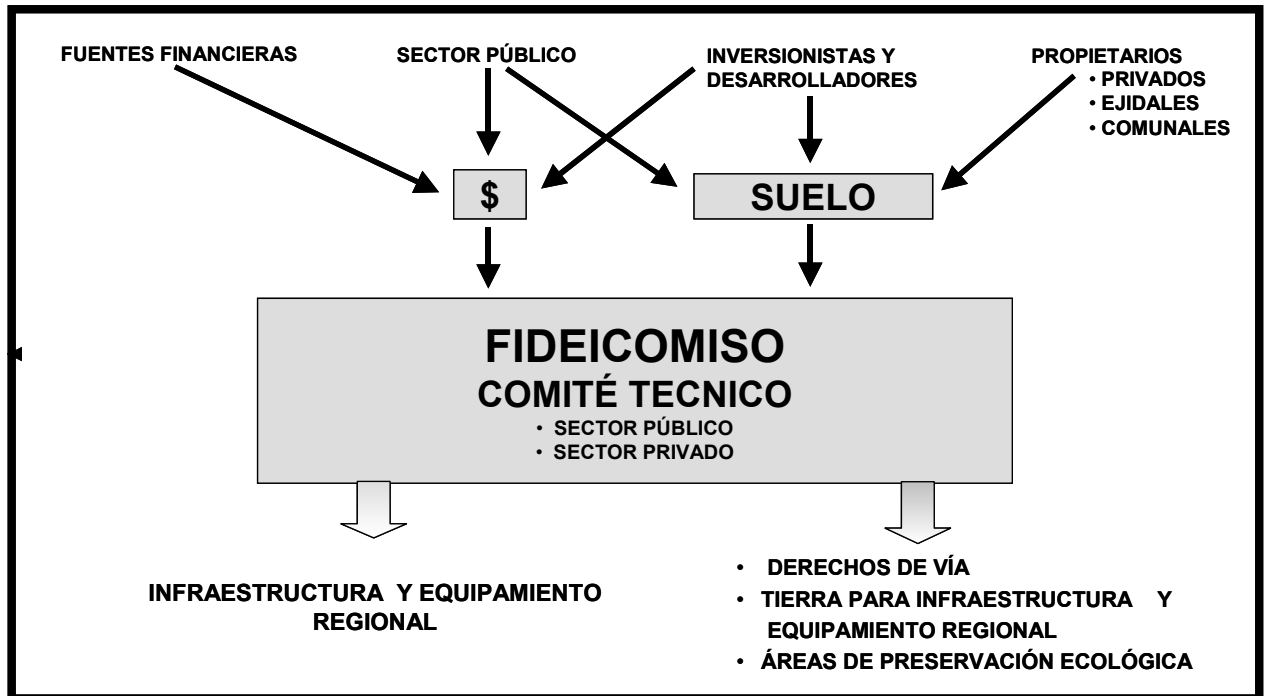 FUENTES FINANCIERAS
SECTOR PÚBLICO
INVERSIONISTAS Y
DESARROLLADORES
PROPIETARIOS
• PRIVADOS
• EJIDALES
• COMUNALES
$
SUELO
FIDEICOMISO
COMITÉ TECNICO
• SECTOR PÚBLICO
• SECTOR PRIVADO
INFRAESTRUCTURA Y EQUIPAMIENTO
REGIONAL
• DERECHOS DE VÍA
• TIERRA PARA INFRAESTRUCTURA Y
EQUIPAMIENTO REGIONAL
• ÁREAS DE PRESERVACIÓN ECOLÓGICA